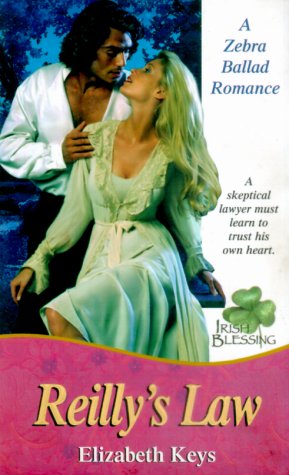 A
Zebra
Ballad
Romance
A
skeptical
lawyer must
learn to
trust his
own heart.
IRISH
BLESSING
Reilly's Law
Elizabeth Keys